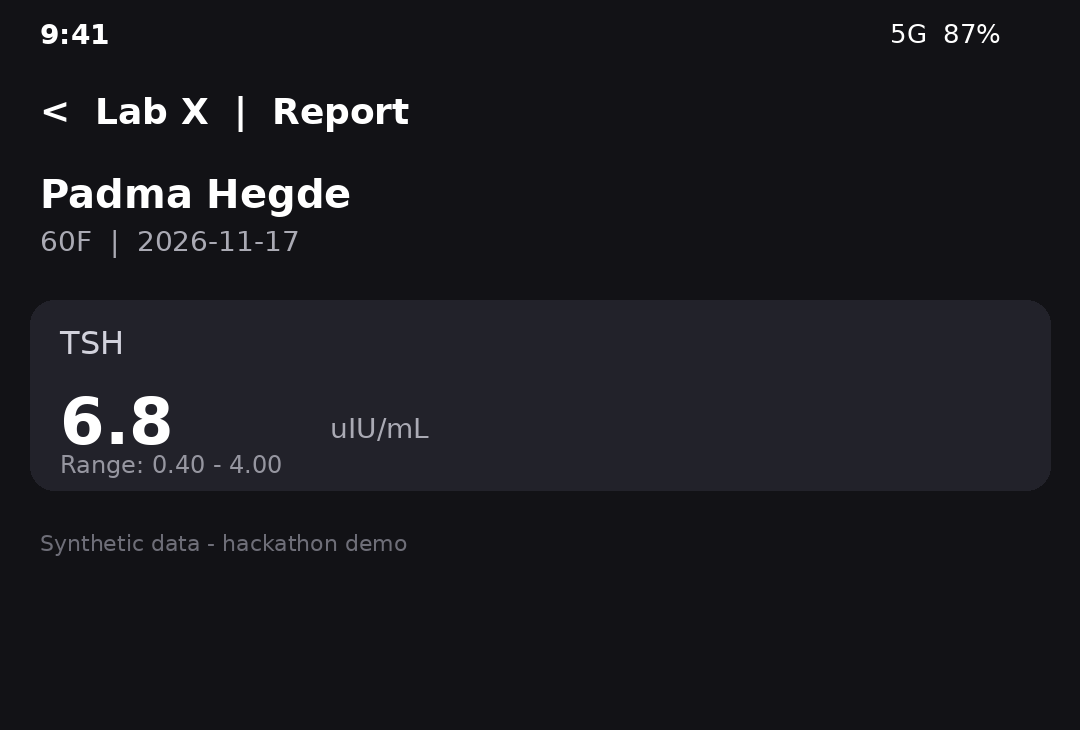 9:41 5G 87%
< Lab X | Report
Padma Hegde
60F | 2026-11-17
TSH
6.8 uIU/mL
Range: 0.40 - 4.00
Synthetic data - hackathon demo